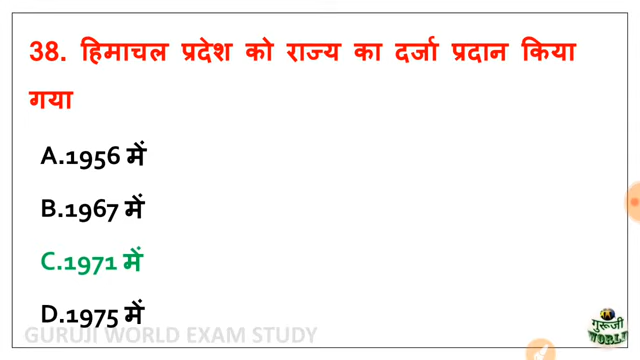 38. हिमाचल प्रदेश को राज्य का दर्जा प्रदान किया
गया
A.1956 में
B.1967 में
C.1971 में
D.1975 में
GURUJI WORLD EXAM STUDY
गुरूजी
WORLD